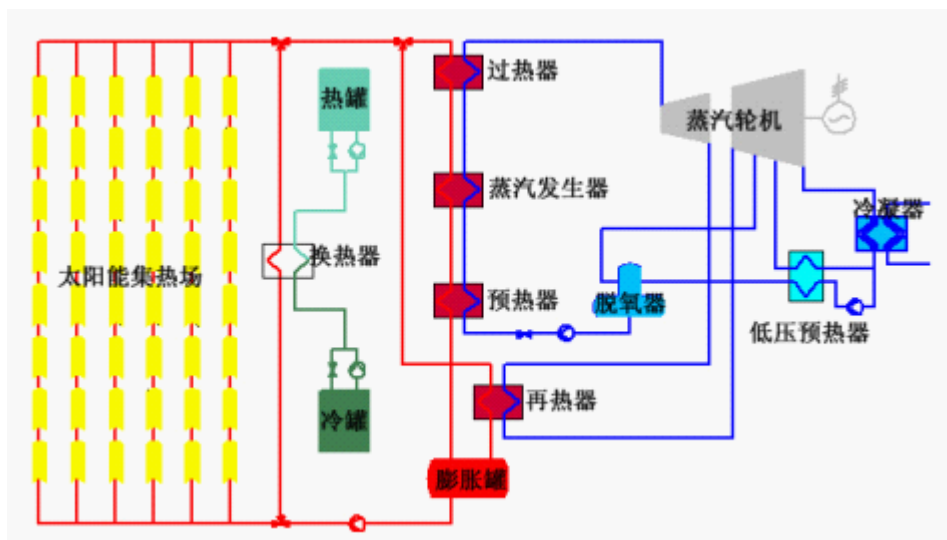 过热器
热罐
蒸汽轮机
蒸汽发生器
冷凝器
换热器
太阳能集热场
预热器
脱氧器
低压预热器
再热器
冷罐
膨胀罐